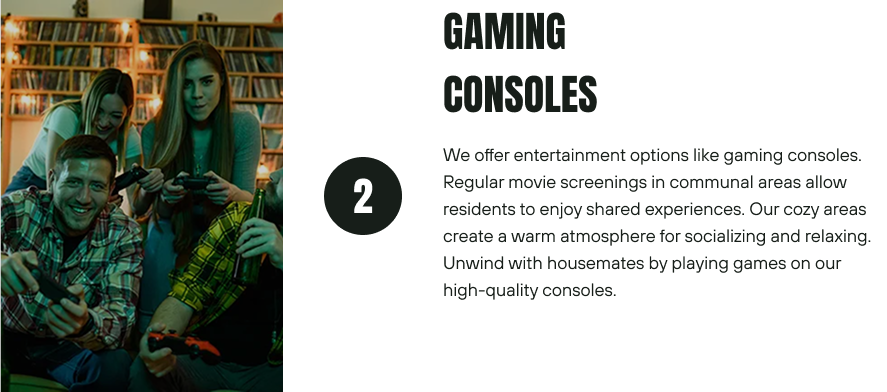 GAMING
CONSOLES
2
We offer entertainment options like gaming consoles.
Regular movie screenings in communal areas allow
residents to enjoy shared experiences. Our cozy areas
create a warm atmosphere for socializing and relaxing.
Unwind with housemates by playing games on our
high-quality consoles.